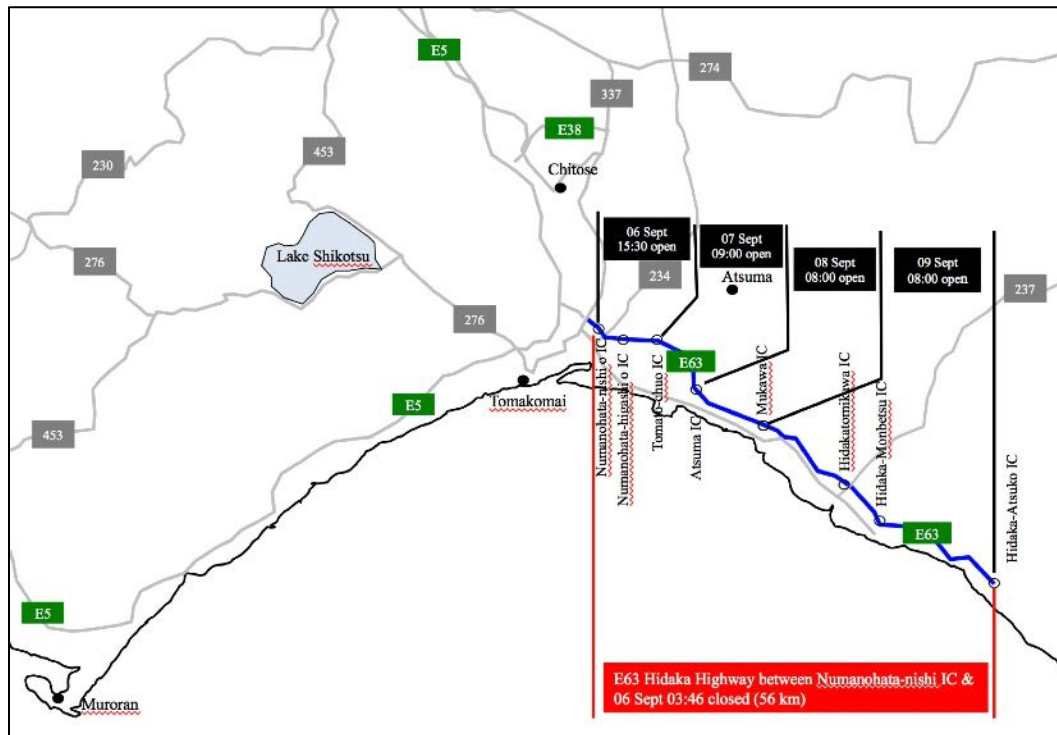 E5
274
337
E38
453
230
Chitose
06 Sept
15:30 open
07 Sept
09:00 open
Atsuma
08 Sept
08:00 open
09 Sept
08:00 open
Lake Shikotsu
276
234
237
276
E63
Tomakomai
E5
453
Numanohata-nishi o IC
Numanohata-higashi o IC
Tomato-chuo IC
Atsuma IC
Mukawa IC
Hidakatomikawa IC
Hidaka-Monbetsu IC
Hidaka-Atsuko IC
E63
E5
Muroran
E63 Hidaka Highway between Numanohata-nishi IC &
06 Sept 03:46 closed (56 km)